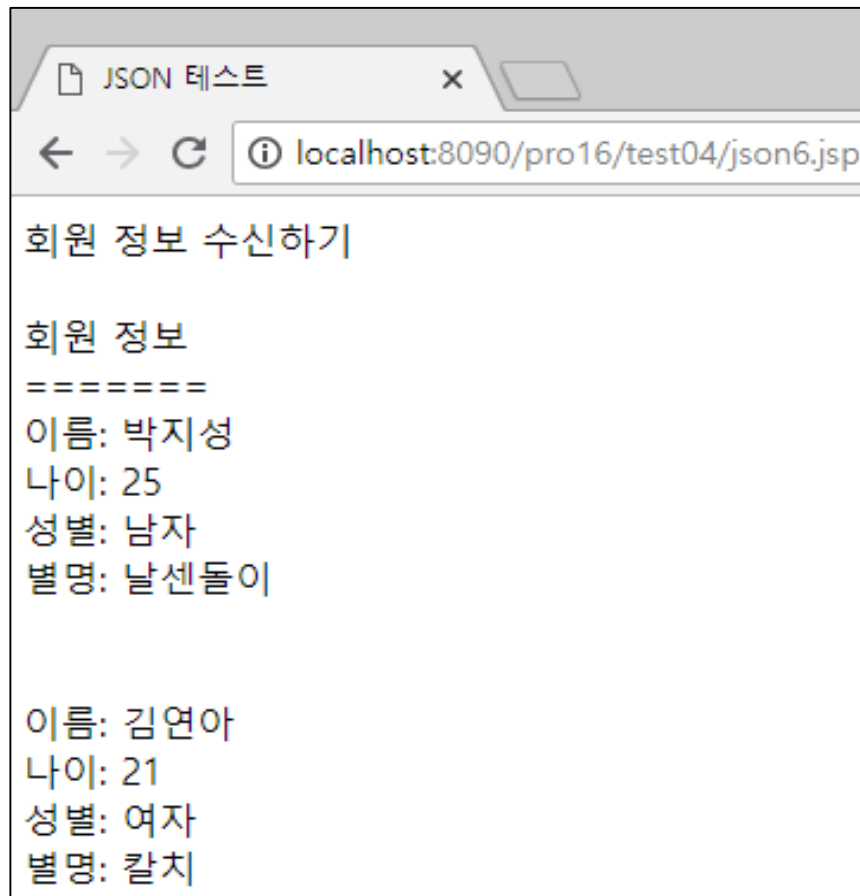 JSON 테스트
localhost:8090/pro16/test04/json6.jsp
회원 정보 수신하기
회원 정보
=======
이름: 박지성
나이: 25
성별: 남자
별명: 날센돌이
이름: 김연아
나이: 21
성별: 여자
별명: 칼치